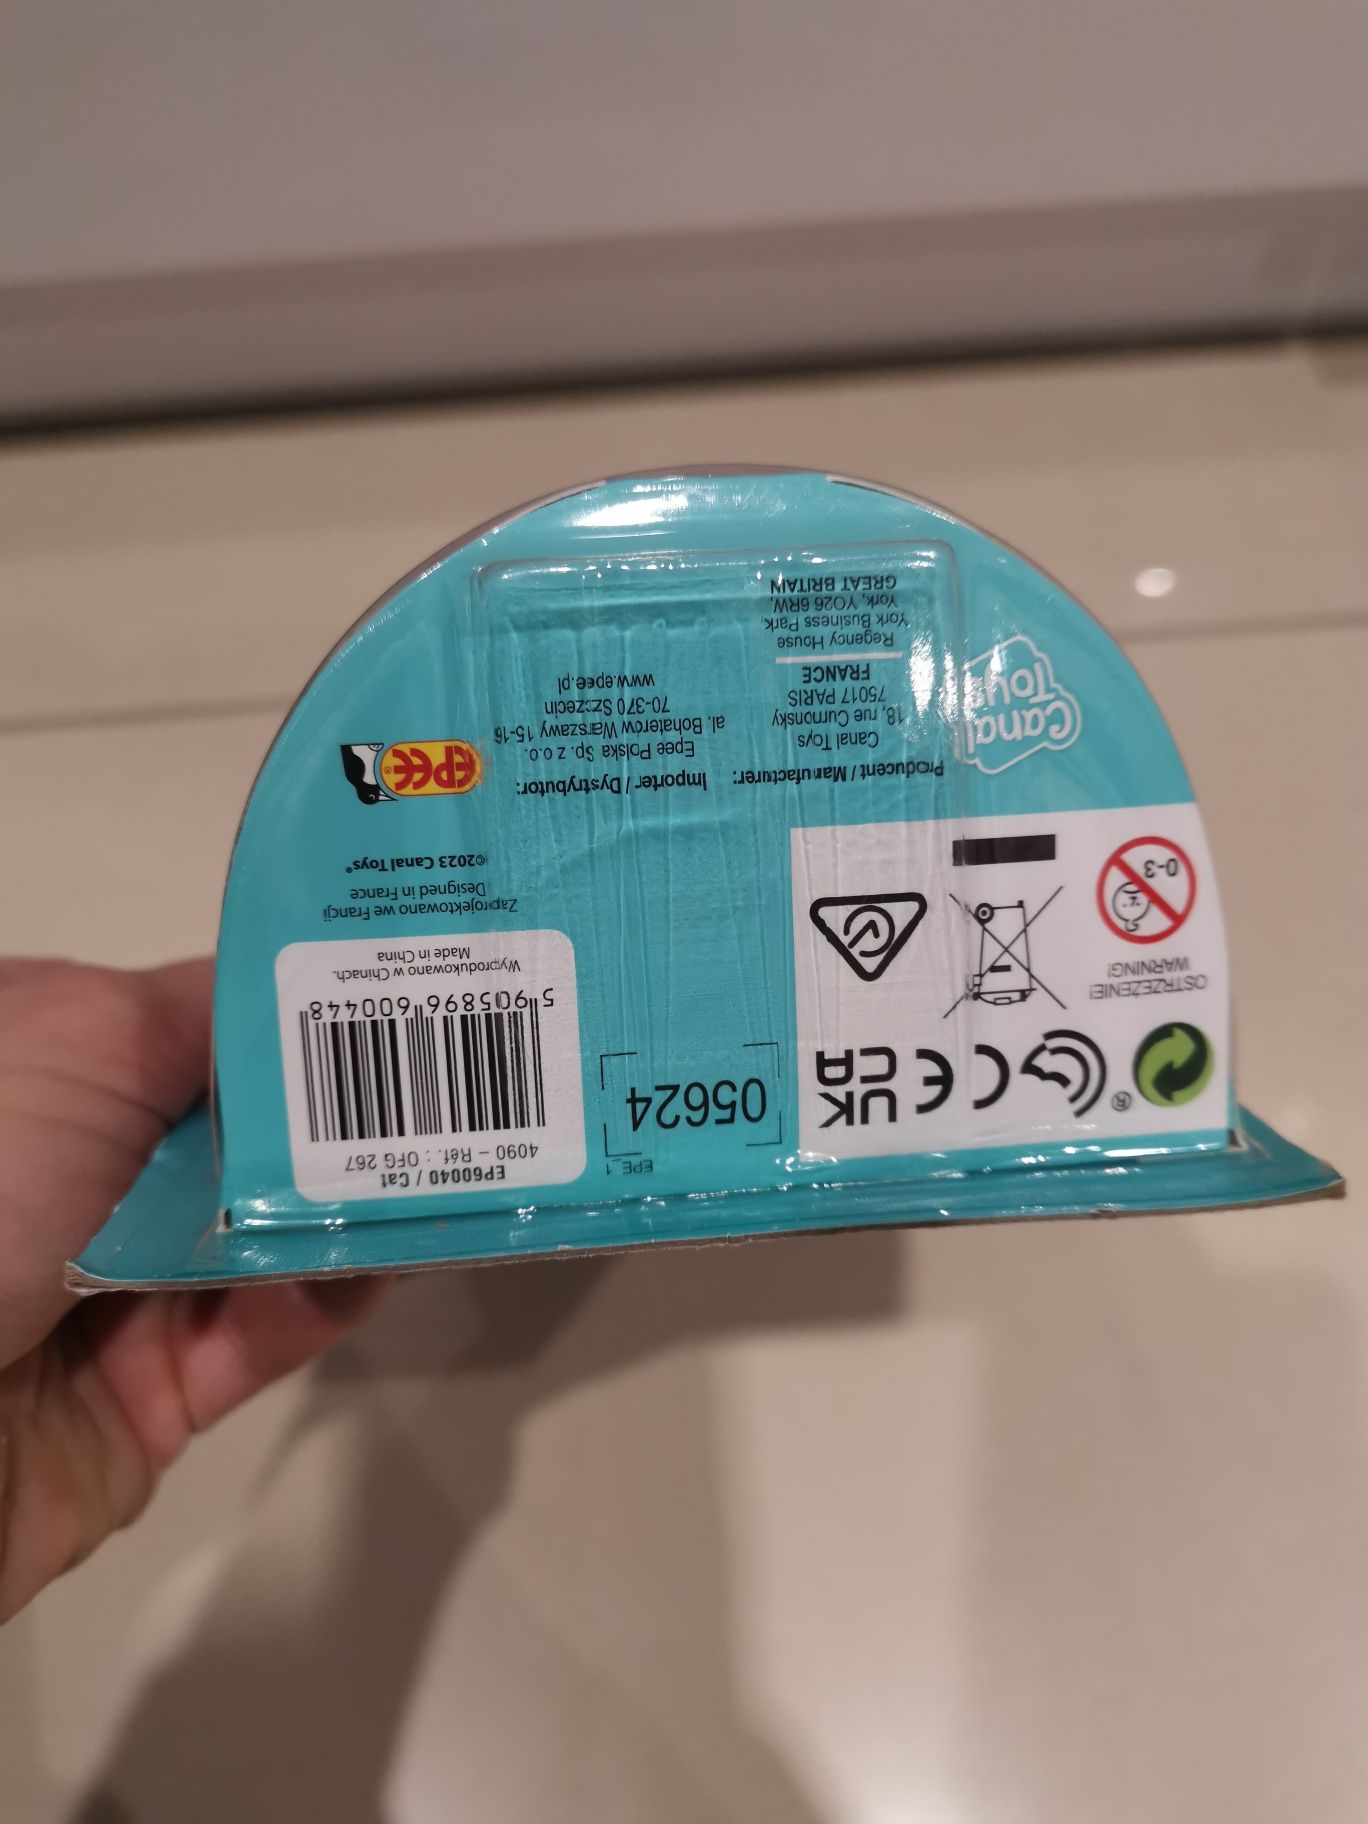 EP60040 / Cat
4090 – Réf. : OFG 267
5 905896 600448
Wyprodukowano w Chinach.
Made in China
Zaprojektowano we Francji
Designed in France
©2023 Canal Toys®
EPEE®
EPE_1
05624
UK
CA
CE
®
OSTRZEŻENIE!
WARNING!
0-3
Producent / Manufacturer:
Canal Toys
18, rue Curnonsky
75017 PARIS
FRANCE
Regency House
York Business Park,
York, YO26 6RW,
GREAT BRITAIN
Importer / Dystrybutor:
Epee Polska Sp. z o.o.
al. Bohaterów Warszawy 15-16
70-370 Szczecin
www.epee.pl
Canal
Toys